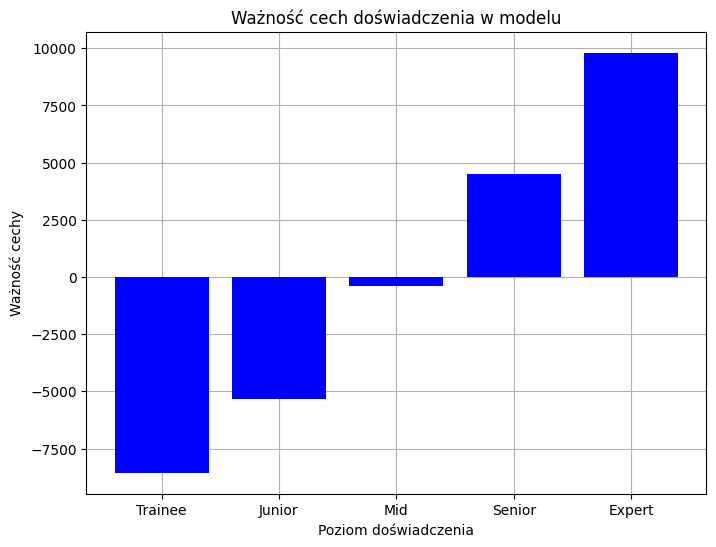 Ważność cech doświadczenia w modelu
10000
7500
5000
2500
0
−2500
−5000
−7500
Ważność cechy
Trainee Junior Mid Senior Expert
Poziom doświadczenia